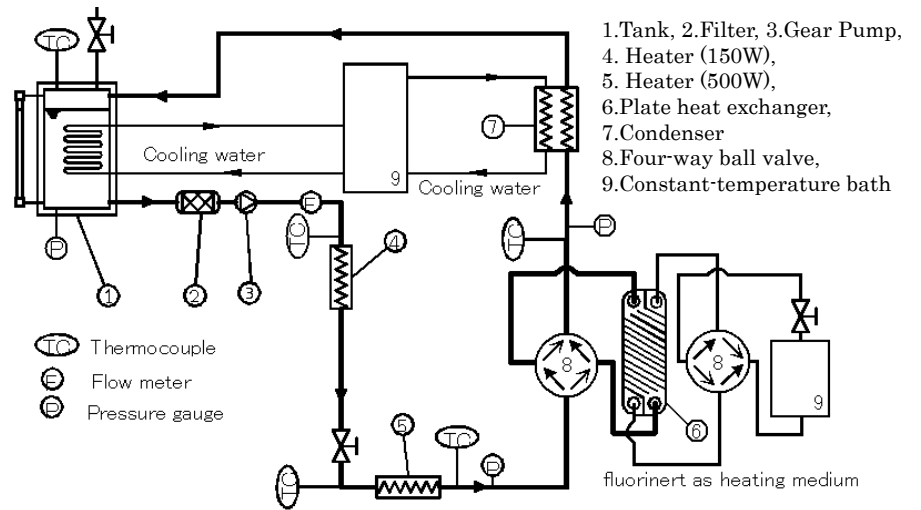 1.Tank, 2.Filter, 3.Gear Pump,
4. Heater (150W),
5. Heater (500W),
6.Plate heat exchanger,
7.Condenser
8.Four-way ball valve,
9.Constant-temperature bath
TC
7
Cooling water
9
Cooling water
F
P
TC
TC
P
4
1
2
3
8
8
9
TC Thermocouple
F Flow meter
P Pressure gauge
5
TC
P
6
TC
fluorinert as heating medium